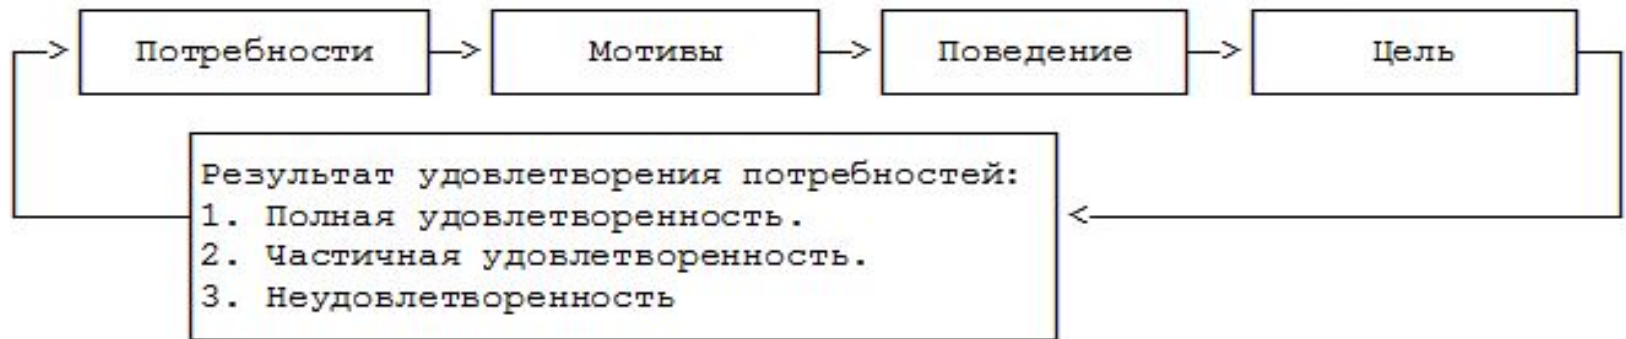 Потребности
Мотивы
Поведение
Цель
Результат удовлетворения потребностей:
1. Полная удовлетворенность.
2. Частичная удовлетворенность.
3. Неудовлетворенность